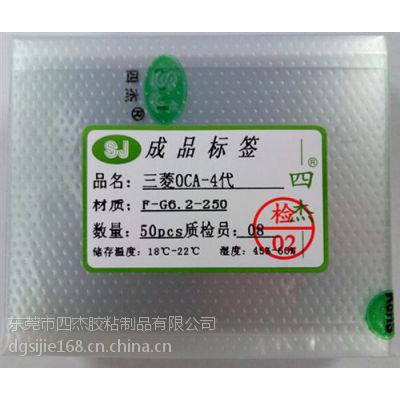 四杰®
SJ
SJ 成品标签
品名：三菱OCA-4代
材质：F-G6.2-250
数量：50pcs质检员：08
储存温度：18℃-22℃ 湿度：45%-60%
四杰®
检
02
东莞市四杰胶粘制品有限公司
dgsijie168.cn.china.cn